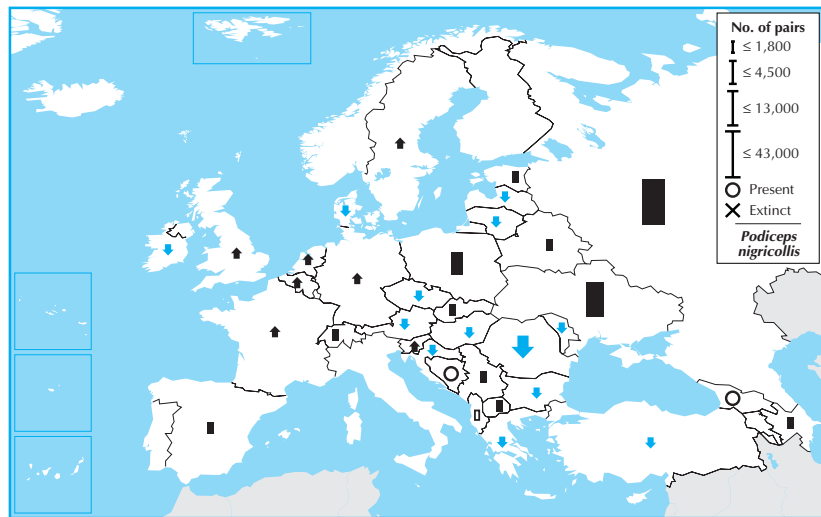 No. of pairs
≤ 1,800
≤ 4,500
≤ 13,000
≤ 43,000
Present
Extinct
Podiceps
nigricollis